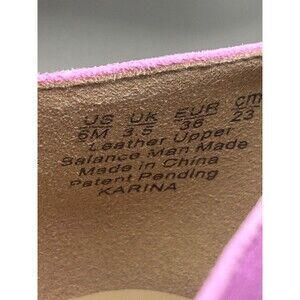 US UK EUR cm
6M 3.5 36 23
Leather Upper
Balance Man Made
Made in China
Patent Pending
KARINA